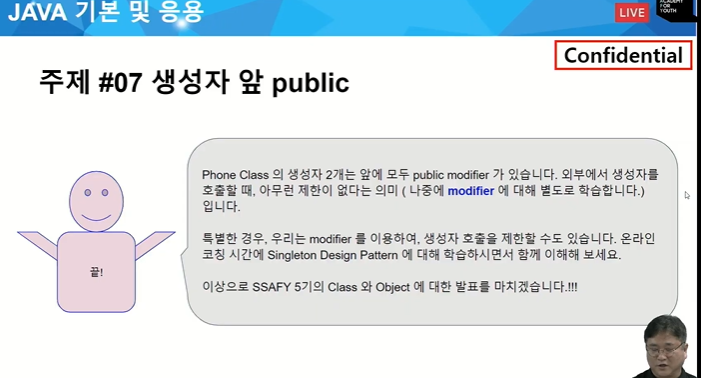 JAVA 기본 및 응용
LIVE
ACADEMY
FOR
YOUTH
Confidential
주제 #07 생성자 앞 public
Phone Class 의 생성자 2개는 앞에 모두 public modifier 가 있습니다. 외부에서 생성자를
호출할 때, 아무런 제한이 없다는 의미 ( 나중에 modifier 에 대해 별도로 학습합니다.)
입니다.
특별한 경우, 우리는 modifier 를 이용하여, 생성자 호출을 제한할 수도 있습니다. 온라인
코칭 시간에 Singleton Design Pattern 에 대해 학습하시면서 함께 이해해 보세요.
이상으로 SSAFY 5기의 Class 와 Object 에 대한 발표를 마치겠습니다.!!!
끝!